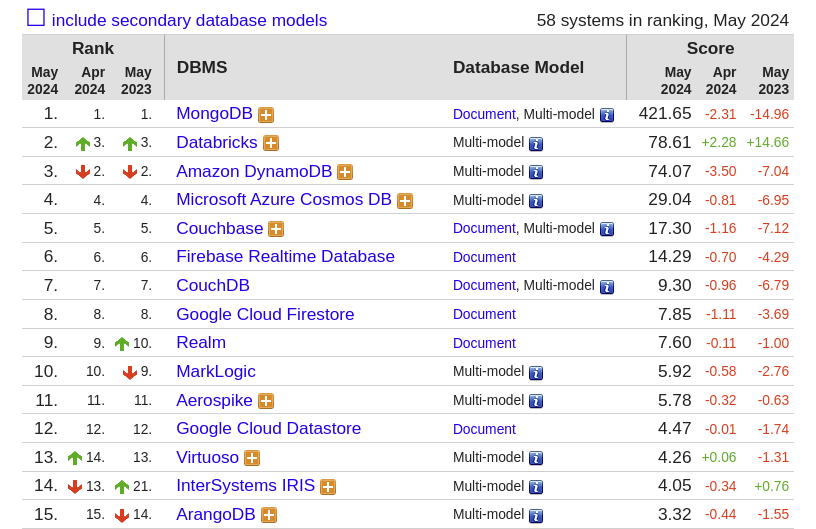 include secondary database models 58 systems in ranking, May 2024
Rank DBMS Database Model Score
May 2024 Apr 2024 May 2023 May 2024 Apr 2024 May 2023
1. 1. 1. MongoDB Document, Multi-model 421.65 -2.31 -14.96
2. 3. 3. Databricks Multi-model 78.61 +2.28 +14.66
3. 2. 2. Amazon DynamoDB Multi-model 74.07 -3.50 -7.04
4. 4. 4. Microsoft Azure Cosmos DB Multi-model 29.04 -0.81 -6.95
5. 5. 5. Couchbase Document, Multi-model 17.30 -1.16 -7.12
6. 6. 6. Firebase Realtime Database Document 14.29 -0.70 -4.29
7. 7. 7. CouchDB Document, Multi-model 9.30 -0.96 -6.79
8. 8. 8. Google Cloud Firestore Document 7.85 -1.11 -3.69
9. 9. 10. Realm Document 7.60 -0.11 -1.00
10. 10. 9. MarkLogic Multi-model 5.92 -0.58 -2.76
11. 11. 11. Aerospike Multi-model 5.78 -0.32 -0.63
12. 12. 12. Google Cloud Datastore Document 4.47 -0.01 -1.74
13. 14. 13. Virtuoso Multi-model 4.26 +0.06 -1.31
14. 13. 21. InterSystems IRIS Multi-model 4.05 -0.34 +0.76
15. 15. 14. ArangoDB Multi-model 3.32 -0.44 -1.55